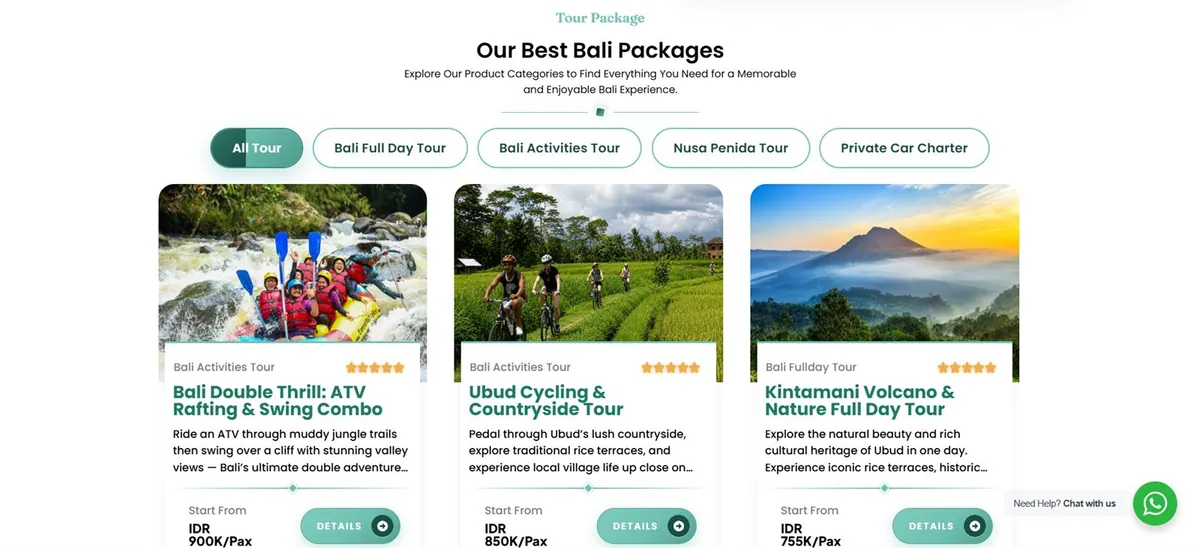 Tour Package
Our Best Bali Packages
Explore Our Product Categories to Find Everything You Need for a Memorable
and Enjoyable Bali Experience.
All Tour
Bali Full Day Tour
Bali Activities Tour
Nusa Penida Tour
Private Car Charter
Bali Activities Tour
Bali Double Thrill: ATV
Rafting & Swing Combo
Ride an ATV through muddy jungle trails
then swing over a cliff with stunning valley
views — Bali's ultimate double adventure...
Start From
IDR
900K/Pax
DETAILS
Bali Activities Tour
Ubud Cycling &
Countryside Tour
Pedal through Ubud's lush countryside,
explore traditional rice terraces, and
experience local village life up close on...
Start From
IDR
850K/Pax
DETAILS
Bali Fullday Tour
Kintamani Volcano &
Nature Full Day Tour
Explore the natural beauty and rich
cultural heritage of Ubud in one day.
Experience iconic rice terraces, historic...
Start From
IDR
755K/Pax
DETAILS
Need Help? Chat with us